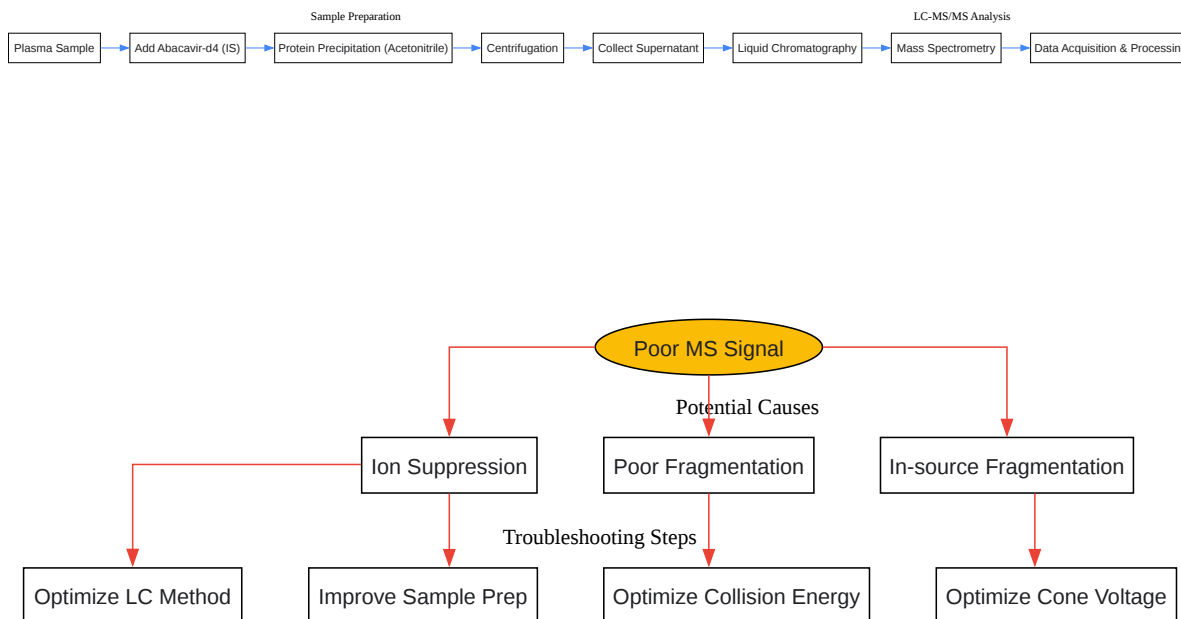 Sample Preparation
LC-MS/MS Analysis
Plasma Sample
Add Abacavir-d4 (IS)
Protein Precipitation (Acetonitrile)
Centrifugation
Collect Supernatant
Liquid Chromatography
Mass Spectrometry
Data Acquisition & Processin
Poor MS Signal
Potential Causes
Ion Suppression
Poor Fragmentation
In-source Fragmentation
Troubleshooting Steps
Optimize LC Method
Improve Sample Prep
Optimize Collision Energy
Optimize Cone Voltage